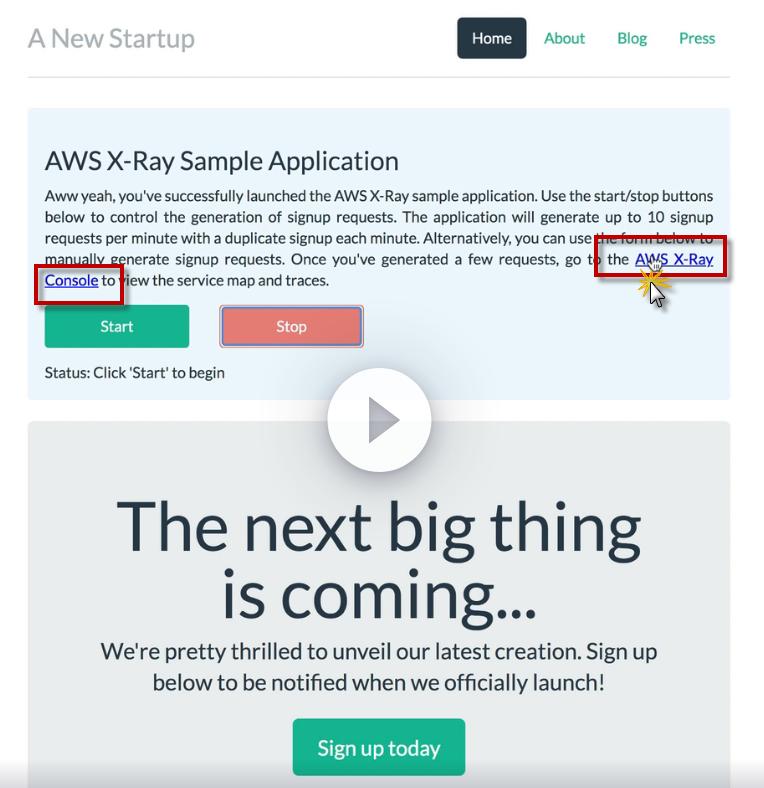 A New Startup
Home
About
Blog
Press
AWS X-Ray Sample Application
Aww yeah, you've successfully launched the AWS X-Ray sample application. Use the start/stop buttons
below to control the generation of signup requests. The application will generate up to 10 signup
requests per minute with a duplicate signup each minute. Alternatively, you can use the form below to
manually generate signup requests. Once you've generated a few requests, go to the AWS X-Ray
Console to view the service map and traces.
Start
Stop
Status: Click 'Start' to begin
The next big thing
is coming...
We're pretty thrilled to unveil our latest creation. Sign up
below to be notified when we officially launch!
Sign up today